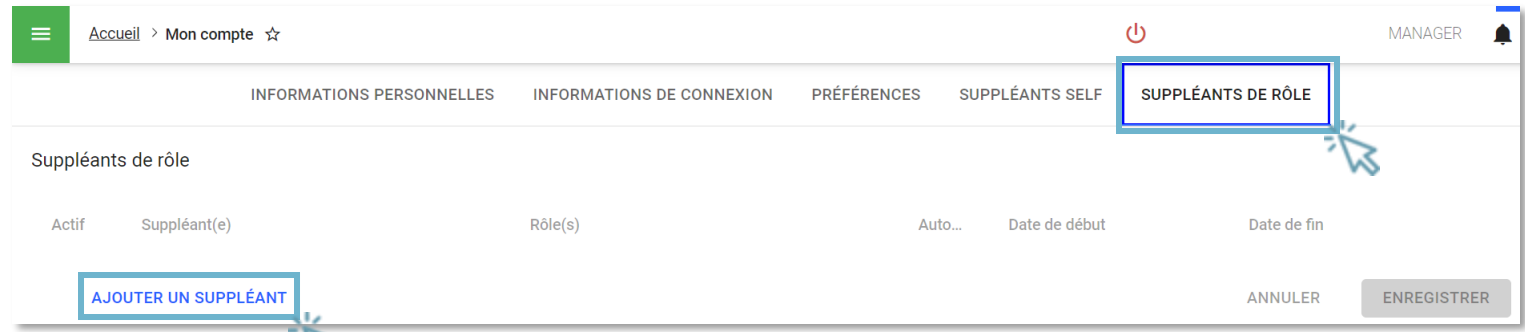 Accueil > Mon compte
MANAGER
INFORMATIONS PERSONNELLES INFORMATIONS DE CONNEXION PRÉFÉRENCES SUPPLÉANTS SELF SUPPLÉANTS DE RÔLE
Suppléants de rôle
Actif Suppléant(e) Rôle(s) Auto... Date de début Date de fin
AJOUTER UN SUPPLÉANT ANNULER ENREGISTRER